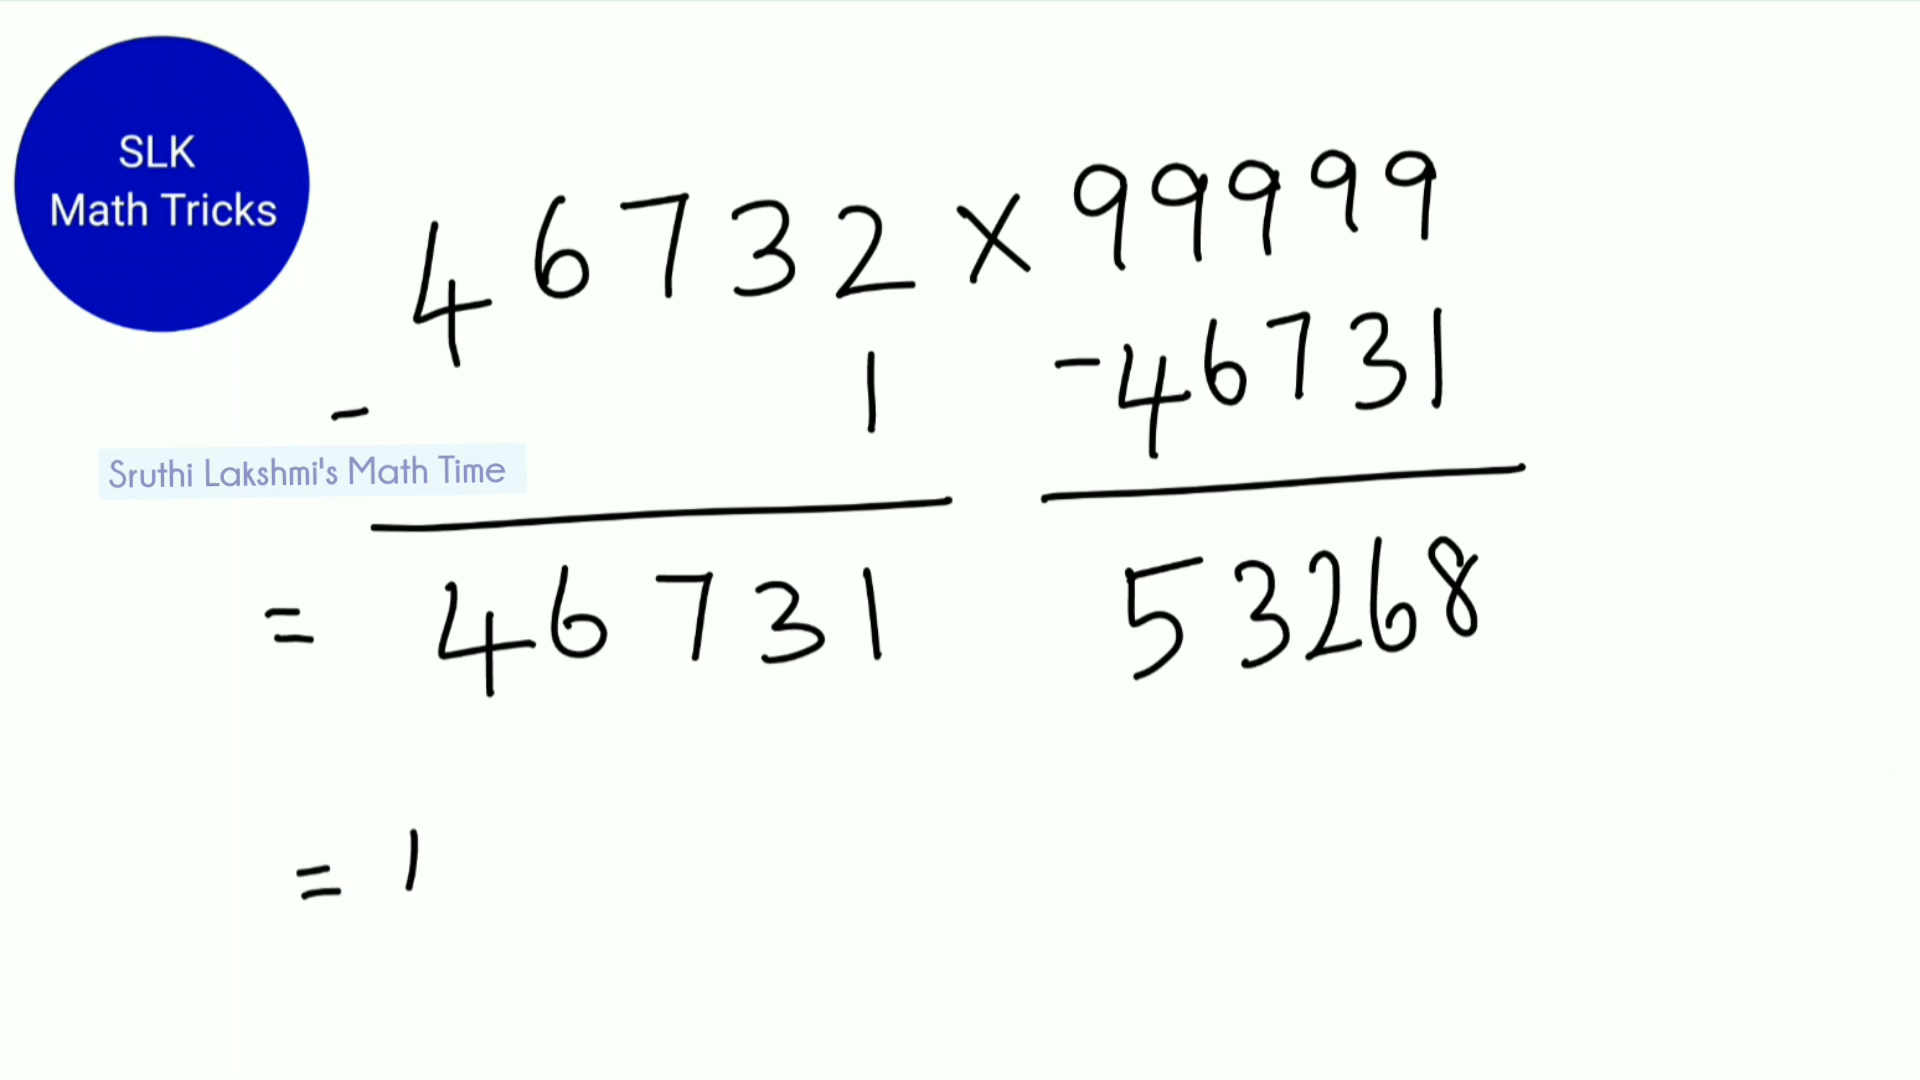 SLK
Math Tricks
46732 × 99999
- 1 -46731
Sruthi Lakshmi's Math Time
= 46731 53268
= 1